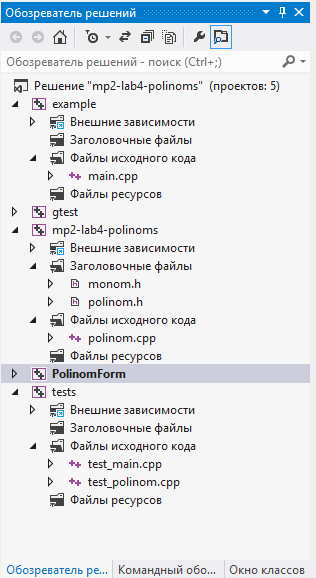 Обозреватель решений
Обозреватель решений - поиск (Ctrl+;)
Решение "mp2-lab4-polinoms" (проектов: 5)
example
Внешние зависимости
Заголовочные файлы
Файлы исходного кода
main.cpp
Файлы ресурсов
gtest
mp2-lab4-polinoms
Внешние зависимости
Заголовочные файлы
monom.h
polinom.h
Файлы исходного кода
polinom.cpp
Файлы ресурсов
PolinomForm
tests
Внешние зависимости
Заголовочные файлы
Файлы исходного кода
test_main.cpp
test_polinom.cpp
Файлы ресурсов
Обозреватель ре... Командный обо... Окно классов